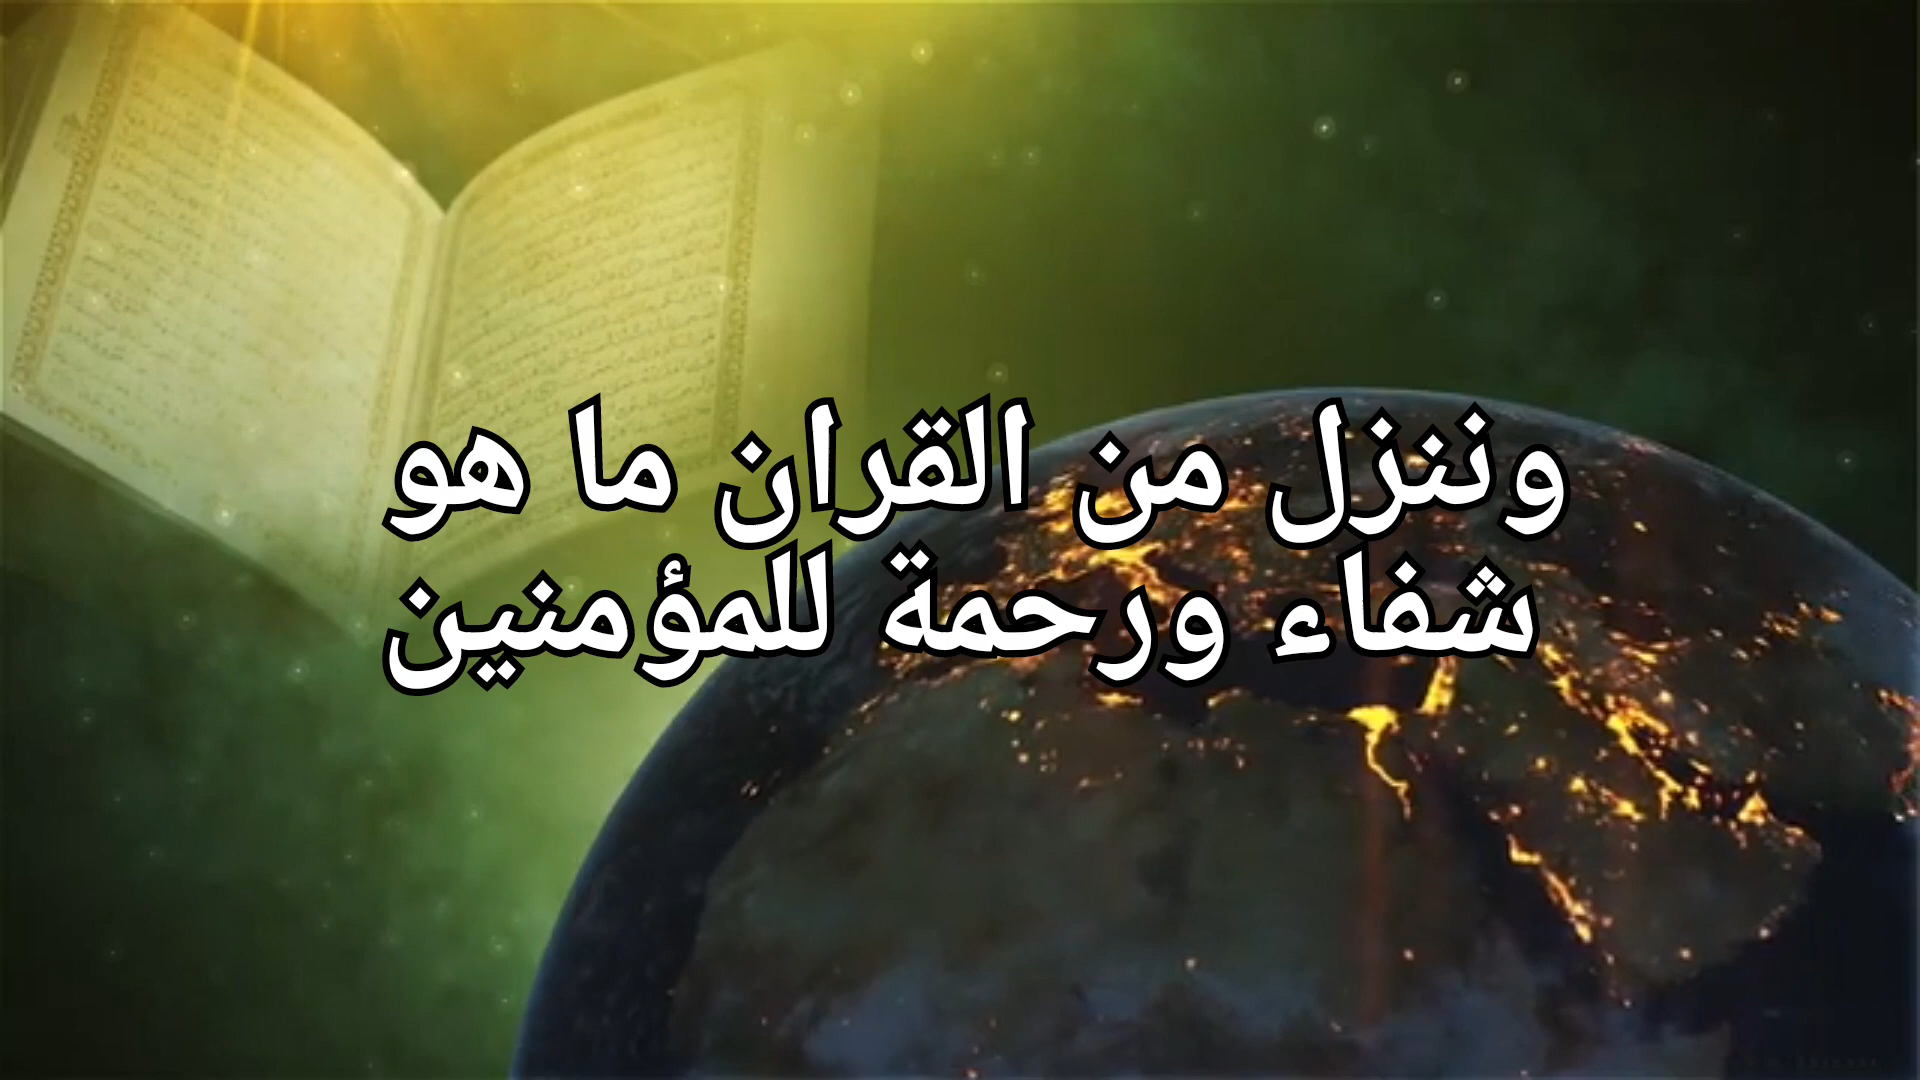 وننزل من القران ما هو
شفاء ورحمة للمؤمنين